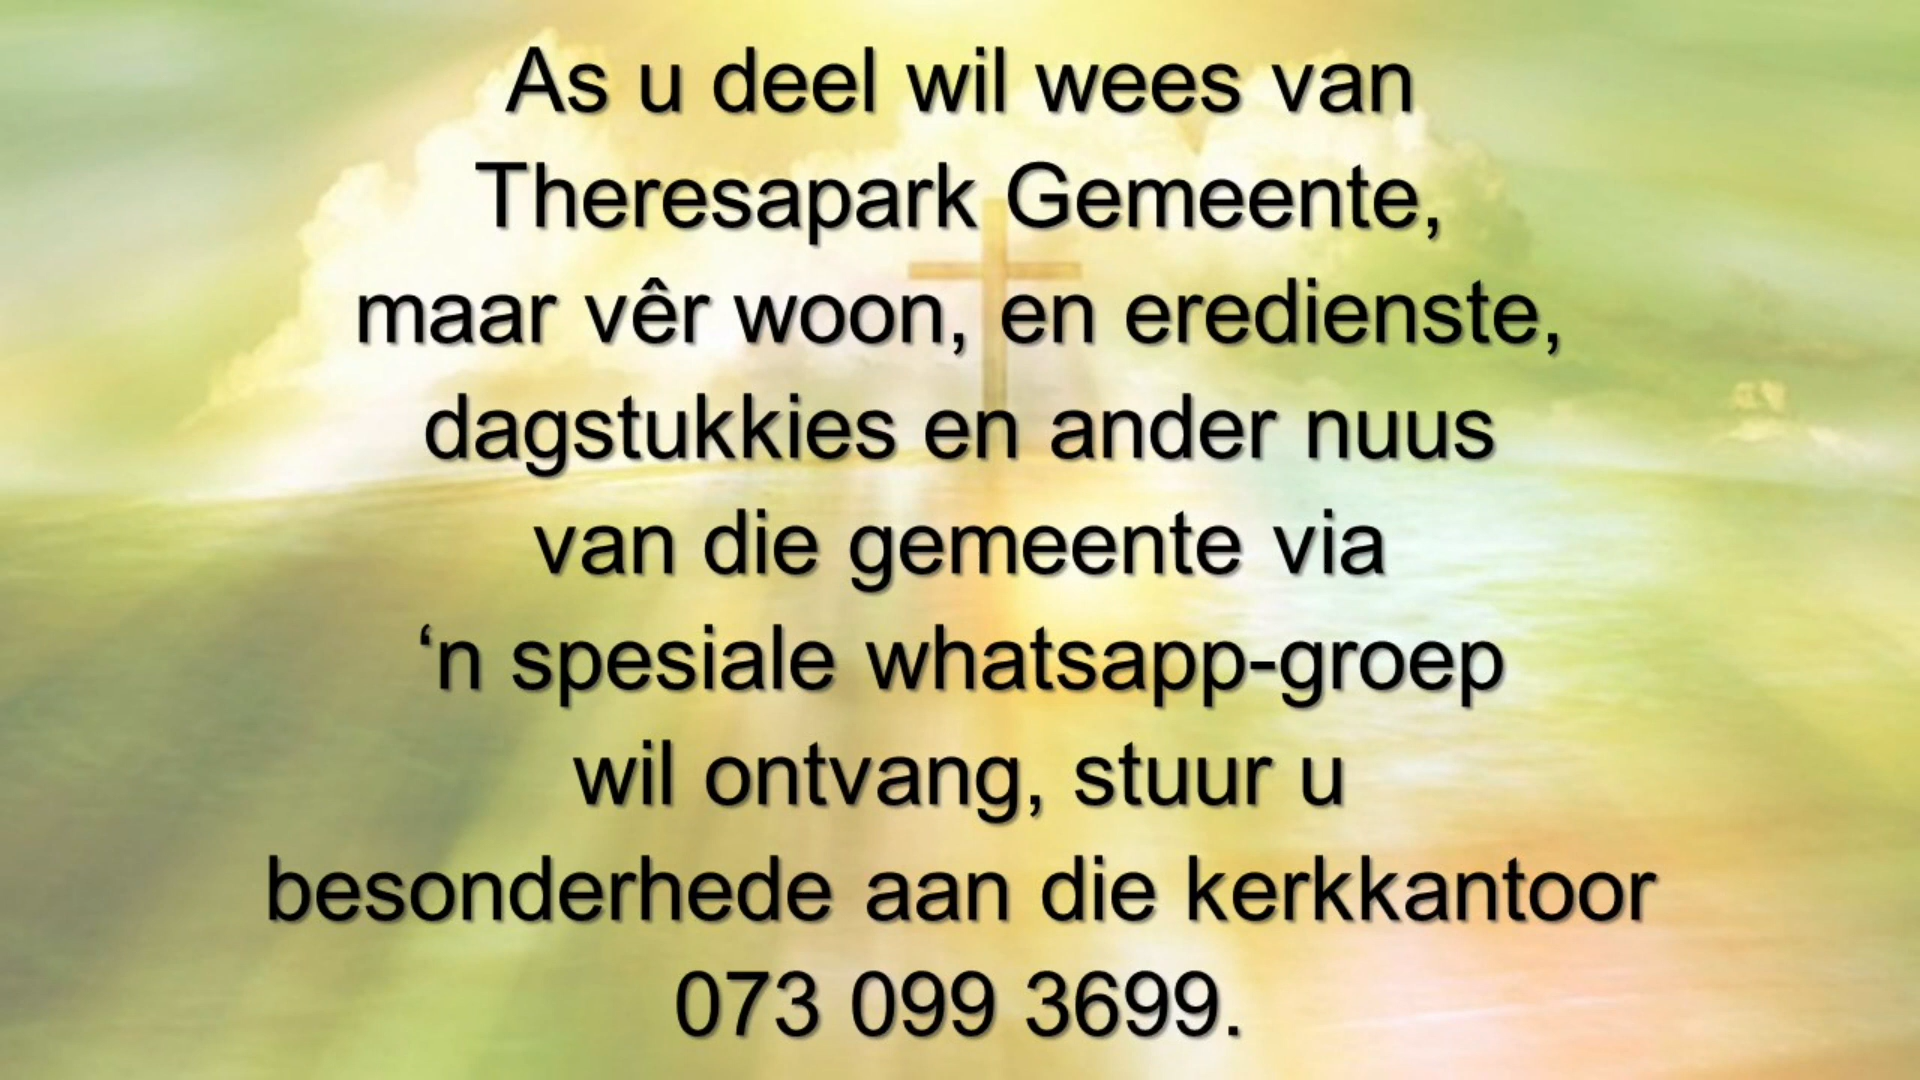 As u deel wil wees van
Theresapark Gemeente,
maar vêr woon, en eredienste,
dagstukkies en ander nuus
van die gemeente via
‘n spesiale whatsapp-groep
wil ontvang, stuur u
besonderhede aan die kerkkantoor
073 099 3699.